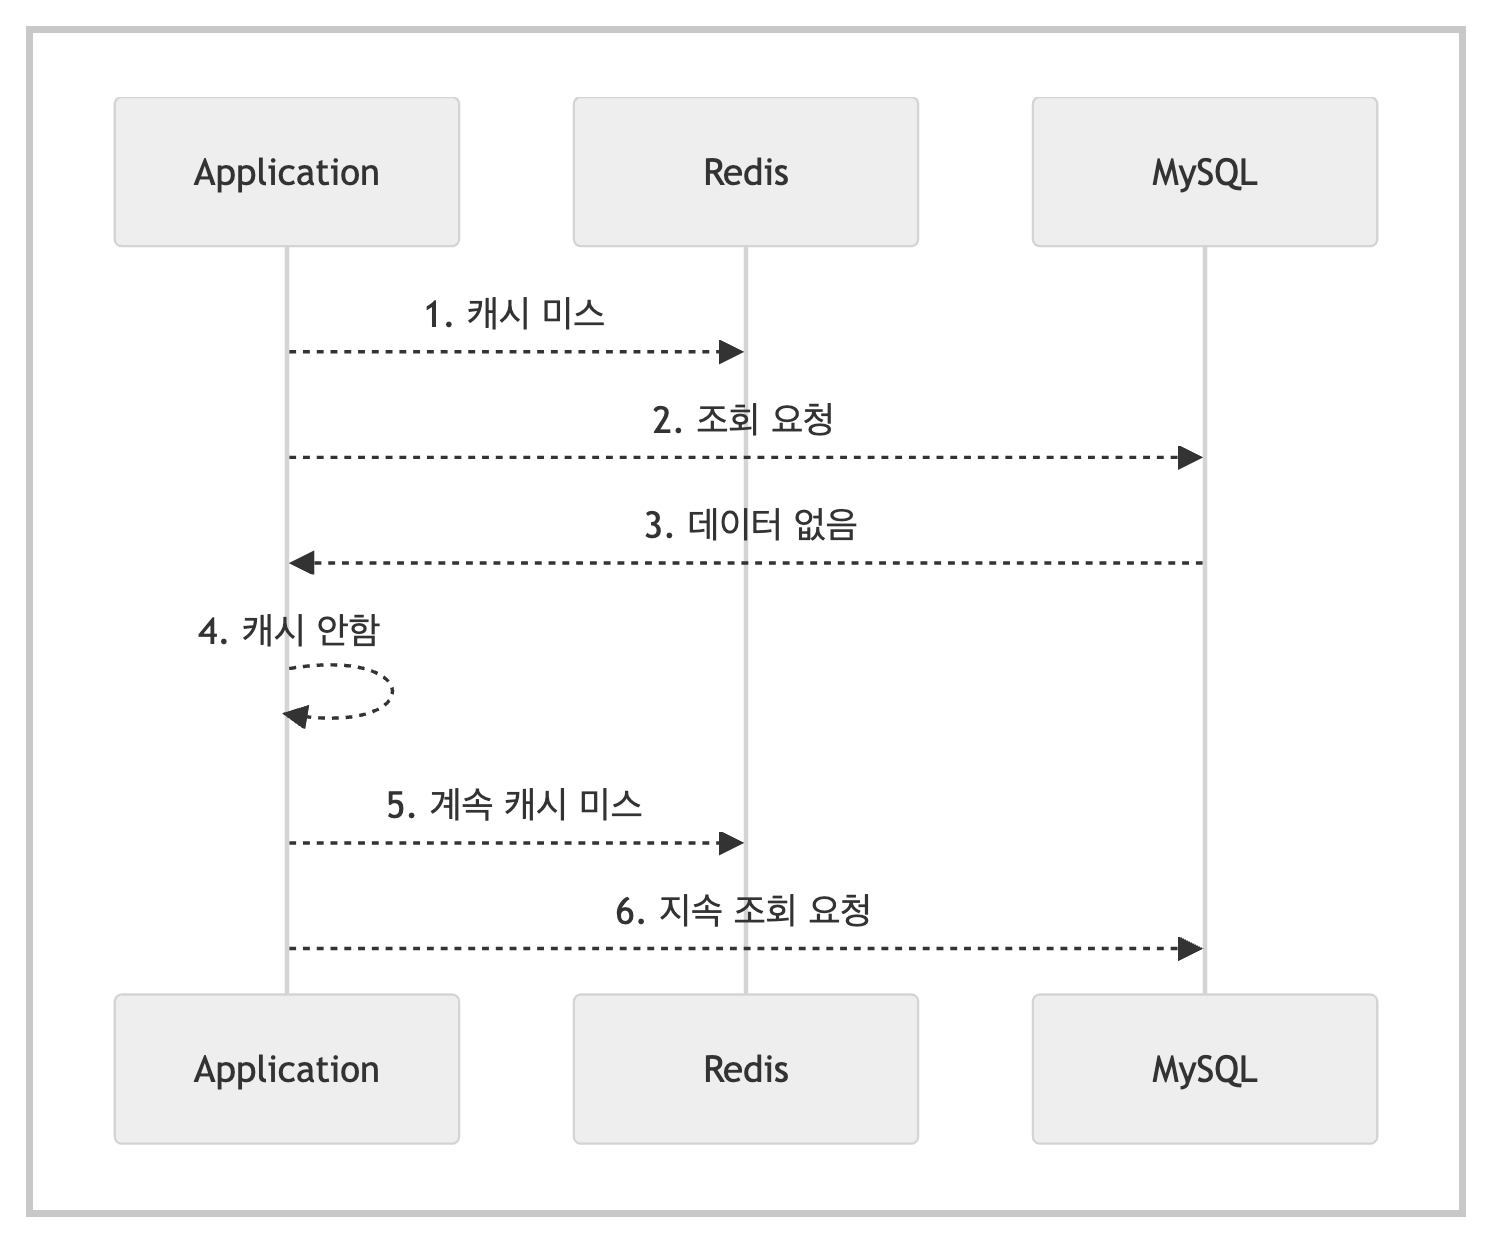 Application
Redis
MySQL
1. 캐시 미스
2. 조회 요청
3. 데이터 없음
4. 캐시 안함
5. 계속 캐시 미스
6. 지속 조회 요청
Application
Redis
MySQL